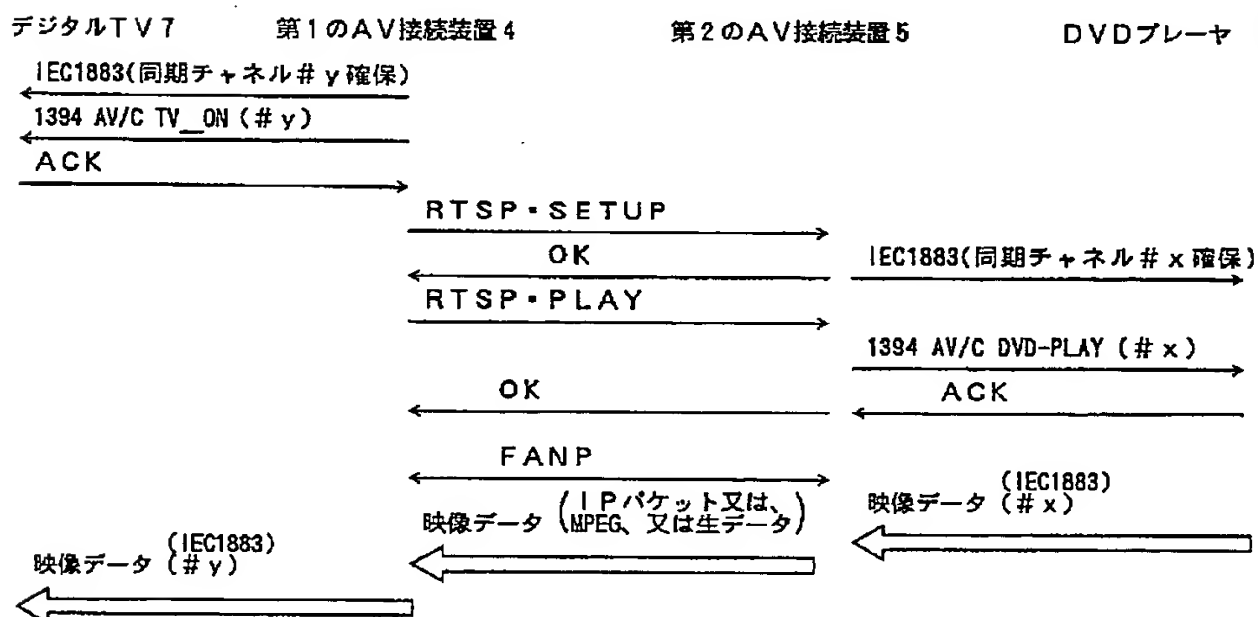 デジタルTV7 第1のAV接続装置4 第2のAV接続装置5 DVDプレーヤ
IEC1883(同期チャネル#y確保)
1394 AV/C TV_ON (#y)
ACK
RTSP・SETUP
OK IEC1883(同期チャネル#x確保)
RTSP・PLAY
1394 AV/C DVD-PLAY (#x)
OK ACK
FANP
映像データ (IPパケット又は、MPEG、又は生データ) 映像データ (IEC1883) (#x)
映像データ (IEC1883) (#y)